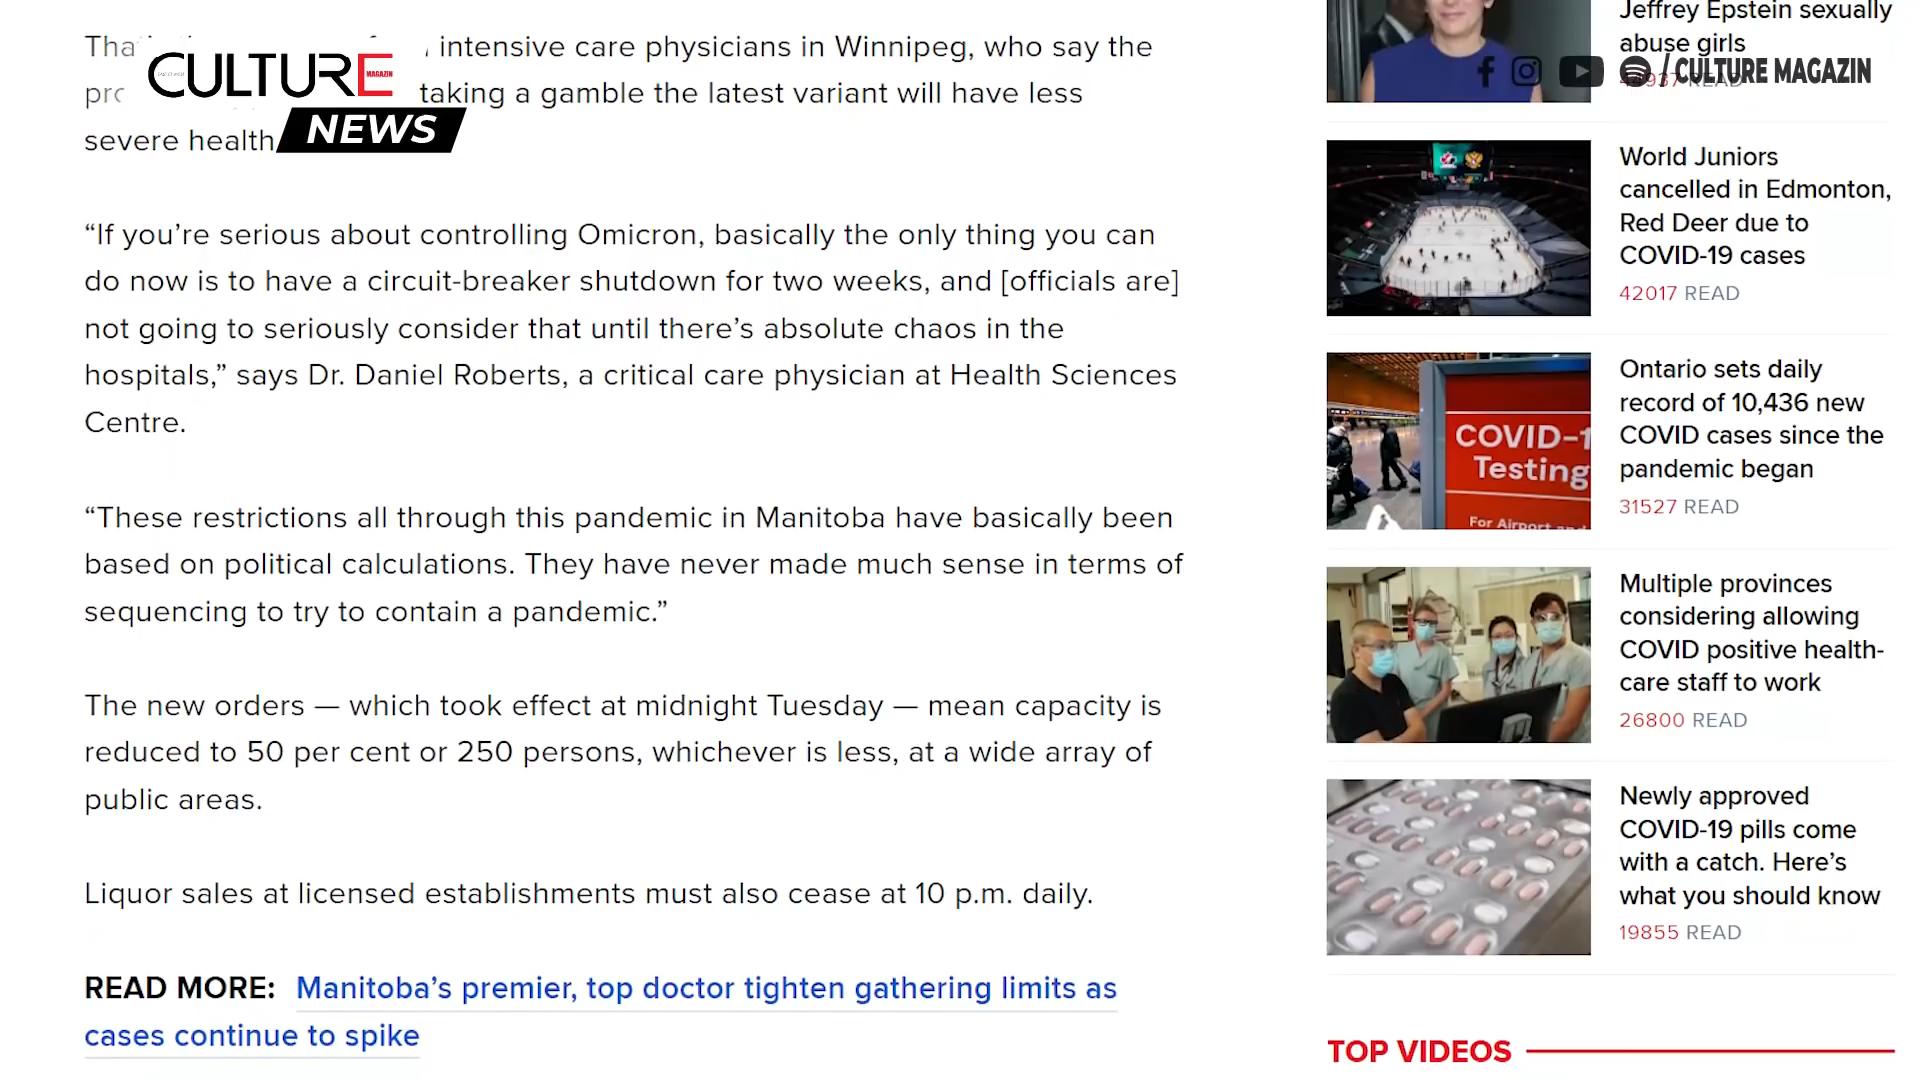 intensive care physicians in Winnipeg, who say the
taking a gamble the latest variant will have less
severe health
CULTURE
MAGAZIN
NEWS
“If you’re serious about controlling Omicron, basically the only thing you can
do now is to have a circuit-breaker shutdown for two weeks, and [officials are]
not going to seriously consider that until there’s absolute chaos in the
hospitals,” says Dr. Daniel Roberts, a critical care physician at Health Sciences
Centre.
“These restrictions all through this pandemic in Manitoba have basically been
based on political calculations. They have never made much sense in terms of
sequencing to try to contain a pandemic.”
The new orders — which took effect at midnight Tuesday — mean capacity is
reduced to 50 per cent or 250 persons, whichever is less, at a wide array of
public areas.
Liquor sales at licensed establishments must also cease at 10 p.m. daily.
READ MORE: Manitoba’s premier, top doctor tighten gathering limits as
cases continue to spike
Jeffrey Epstein sexually
abuse girls
READ
/ CULTURE MAGAZIN
World Juniors
cancelled in Edmonton,
Red Deer due to
COVID-19 cases
42017 READ
COVID-1
Testing
For Airport and
Ontario sets daily
record of 10,436 new
COVID cases since the
pandemic began
31527 READ
Multiple provinces
considering allowing
COVID positive health-
care staff to work
26800 READ
Newly approved
COVID-19 pills come
with a catch. Here’s
what you should know
19855 READ
TOP VIDEOS